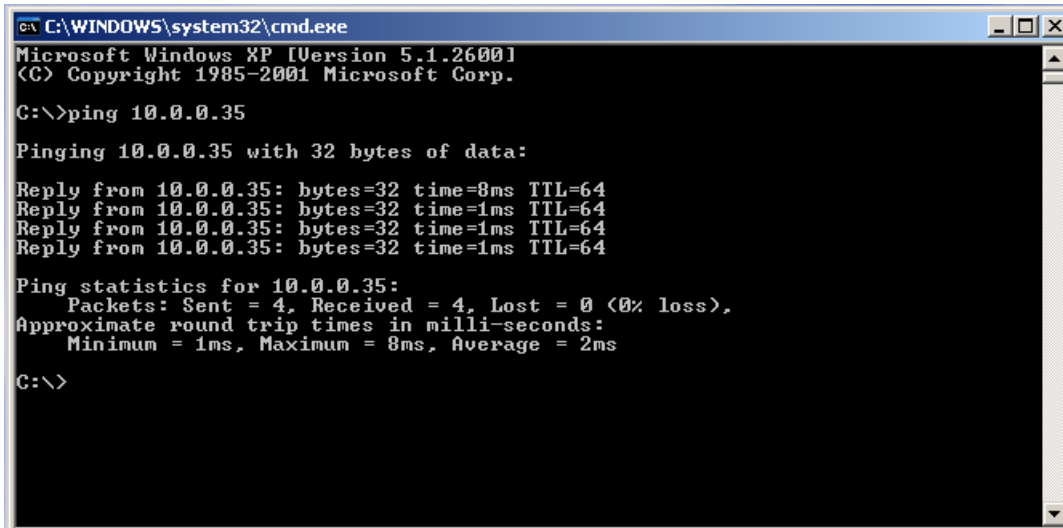 C:\WINDOWS\system32\cmd.exe
Microsoft Windows XP [Version 5.1.2600]
(C) Copyright 1985-2001 Microsoft Corp.
C:\>ping 10.0.0.35
Pinging 10.0.0.35 with 32 bytes of data:
Reply from 10.0.0.35: bytes=32 time=8ms TTL=64
Reply from 10.0.0.35: bytes=32 time=1ms TTL=64
Reply from 10.0.0.35: bytes=32 time=1ms TTL=64
Reply from 10.0.0.35: bytes=32 time=1ms TTL=64
Ping statistics for 10.0.0.35:
Packets: Sent = 4, Received = 4, Lost = 0 (0% loss),
Approximate round trip times in milli-seconds:
Minimum = 1ms, Maximum = 8ms, Average = 2ms
C:\>